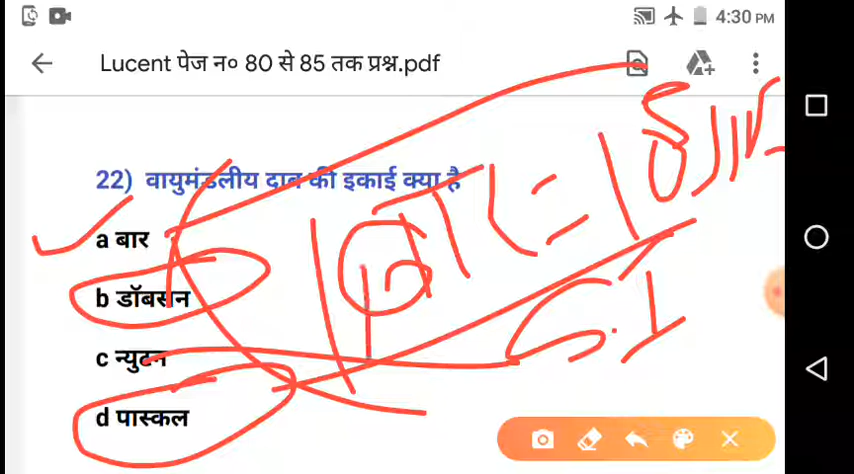 4:30 PM
Lucent पेज न० 80 से 85 तक प्रश्न.pdf
22) वायुमंडलीय दाब की इकाई क्या है
a बार
b डॉबसन
c न्युटन
d पास्कल
S.I